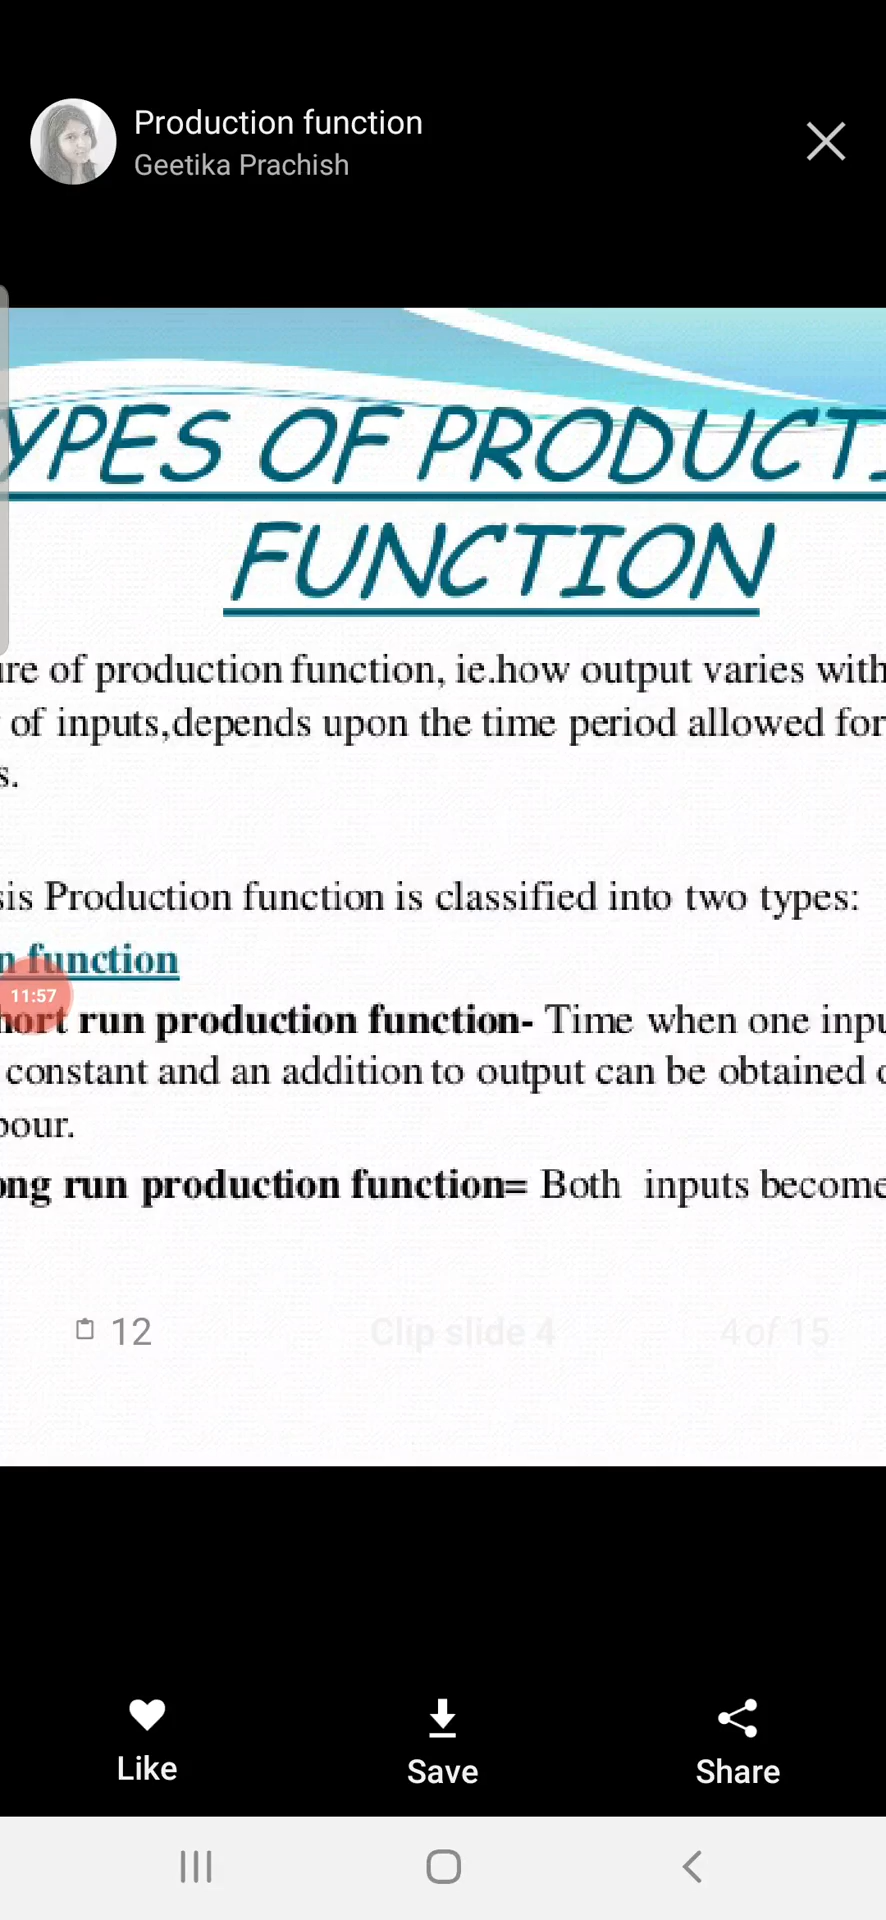 Production function
Geetika Prachish
YPES OF PRODUCT
FUNCTION
of production function, ie.how output varies with
of inputs,depends upon the time period allowed for
s.
sis Production function is classified into two types:
n function
11:57
hort run production function- Time when one inpu
constant and an addition to output can be obtained
our.
ong run production function= Both inputs become
12
Clip slide 4
4 of 15
Like
Save
Share